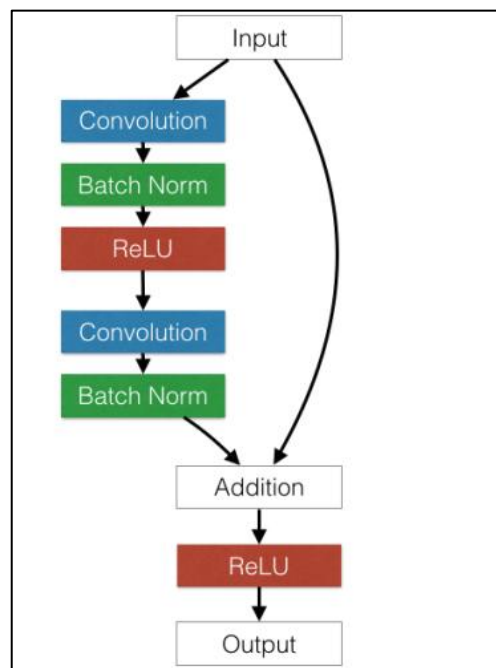 Input
Convolution
Batch Norm
ReLU
Convolution
Batch Norm
Addition
ReLU
Output